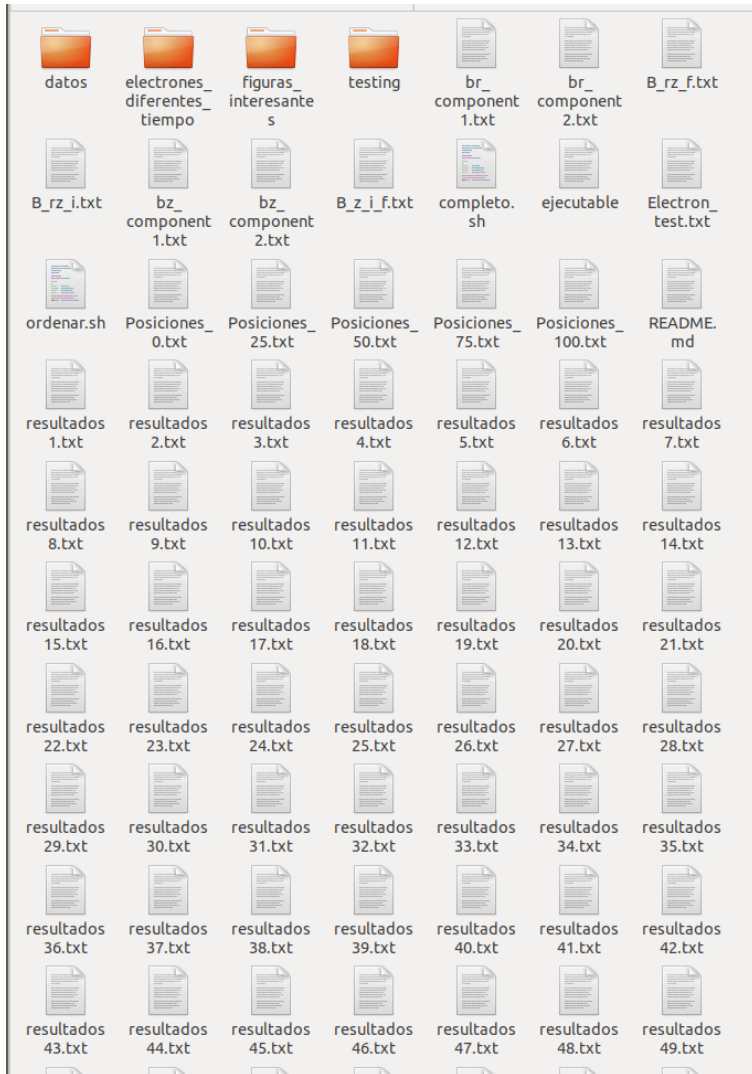 datos
electrones_
diferentes_
tiempo
figuras_
interesante
s
testing
br_
component
1.txt
br_
component
2.txt
B_rz_f.txt
B_rz_i.txt
bz_
component
1.txt
bz_
component
2.txt
B_z_i_f.txt
completo.
sh
ejecutable
Electron_
test.txt
ordenar.sh
Posiciones_
0.txt
Posiciones_
25.txt
Posiciones_
50.txt
Posiciones_
75.txt
Posiciones_
100.txt
README.
md
resultados
1.txt
resultados
2.txt
resultados
3.txt
resultados
4.txt
resultados
5.txt
resultados
6.txt
resultados
7.txt
resultados
8.txt
resultados
9.txt
resultados
10.txt
resultados
11.txt
resultados
12.txt
resultados
13.txt
resultados
14.txt
resultados
15.txt
resultados
16.txt
resultados
17.txt
resultados
18.txt
resultados
19.txt
resultados
20.txt
resultados
21.txt
resultados
22.txt
resultados
23.txt
resultados
24.txt
resultados
25.txt
resultados
26.txt
resultados
27.txt
resultados
28.txt
resultados
29.txt
resultados
30.txt
resultados
31.txt
resultados
32.txt
resultados
33.txt
resultados
34.txt
resultados
35.txt
resultados
36.txt
resultados
37.txt
resultados
38.txt
resultados
39.txt
resultados
40.txt
resultados
41.txt
resultados
42.txt
resultados
43.txt
resultados
44.txt
resultados
45.txt
resultados
46.txt
resultados
47.txt
resultados
48.txt
resultados
49.txt